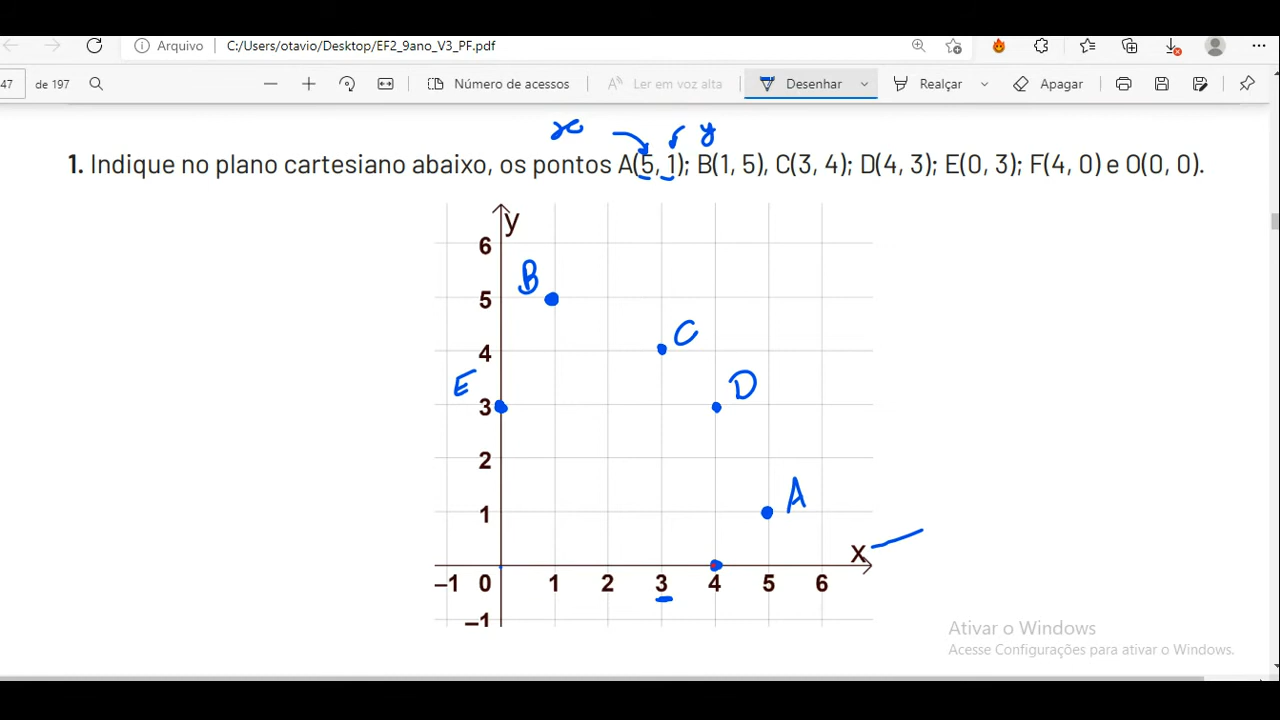 Arquivo C:/Users/otavio/Desktop/EF2_9ano_V3_PF.pdf
47 de 197 Número de acessos Ler em voz alta Desenhar Realçar Apagar
x y
1. Indique no plano cartesiano abaixo, os pontos A(5, 1); B(1, 5), C(3, 4); D(4, 3); E(0, 3); F(4, 0) e O(0, 0).
y
6
B
5
C
4
E D
3
2
A
1
x
–1 0 1 2 3 4 5 6
–1
Ativar o Windows
Acesse Configurações para ativar o Windows.